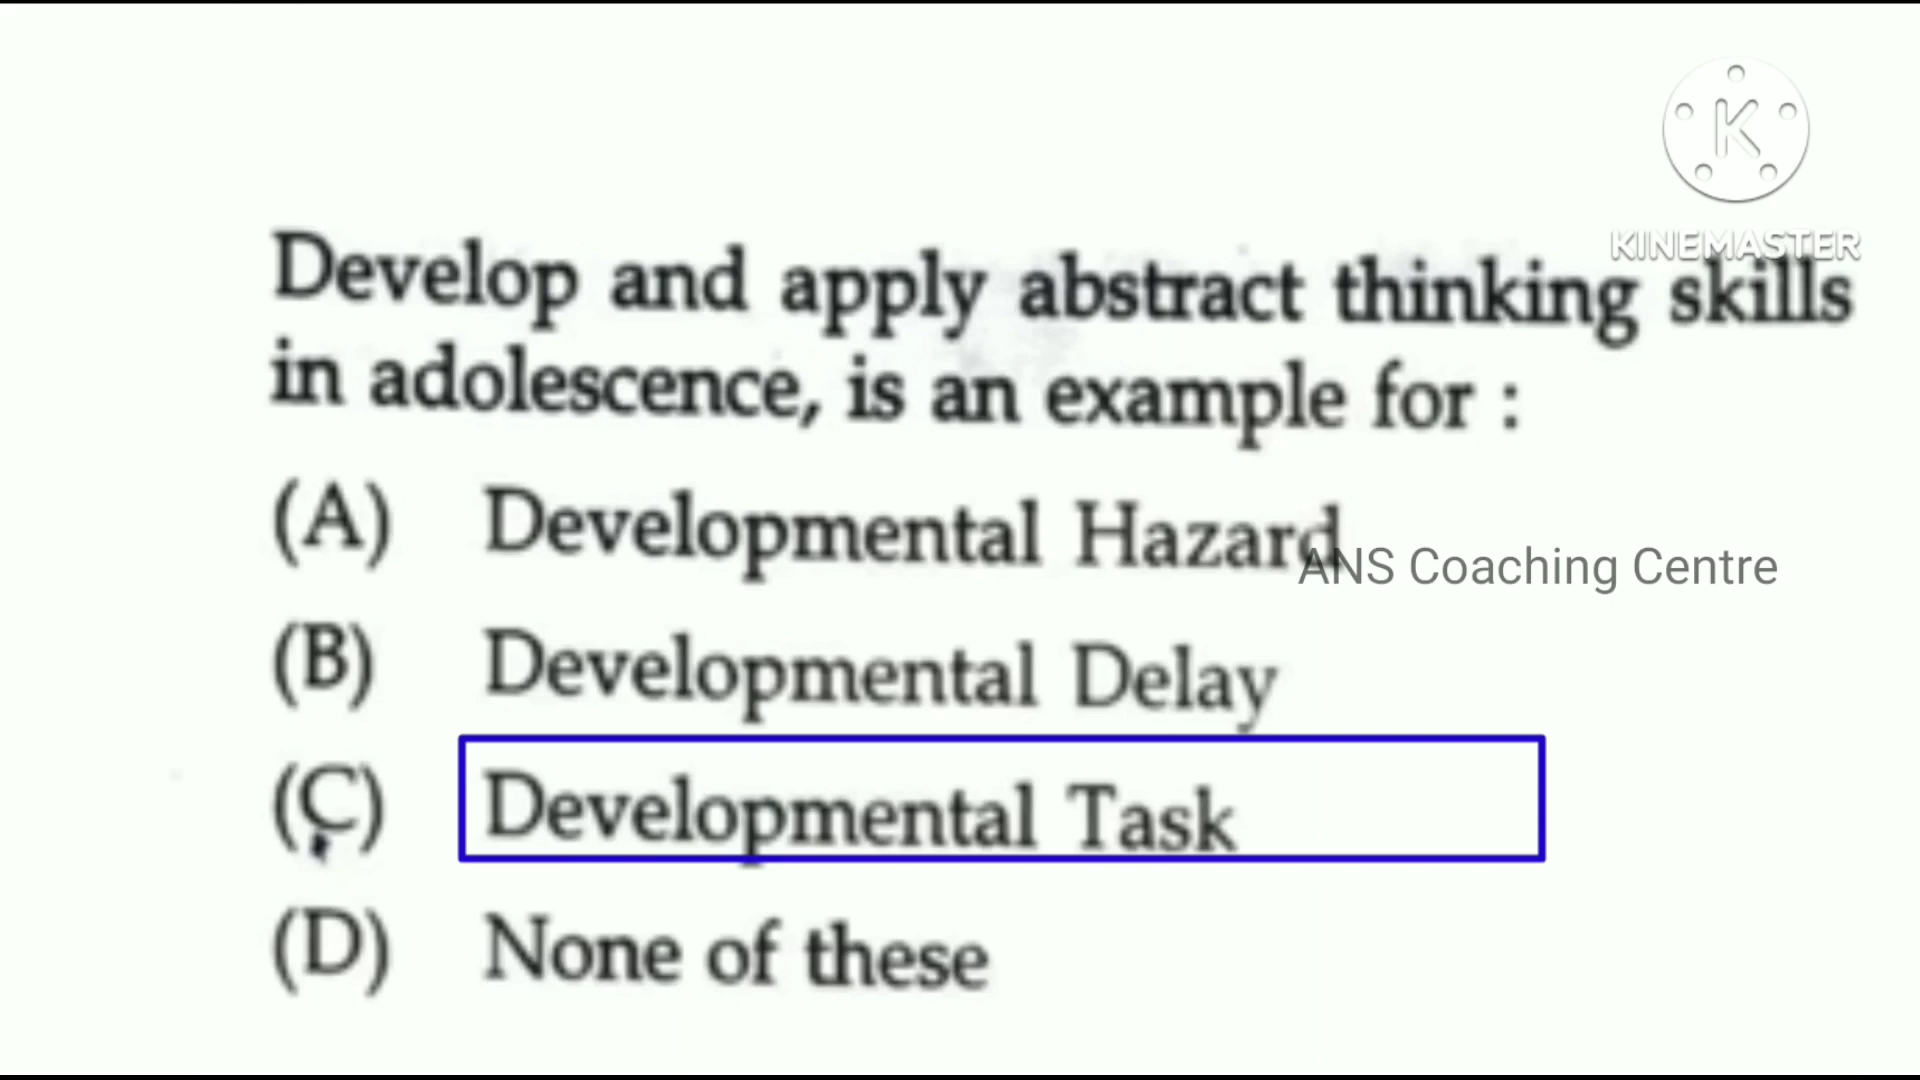 K
KINEMASTER
Develop and apply abstract thinking skills
in adolescence, is an example for :
(A) Developmental Hazard
ANS Coaching Centre
(B) Developmental Delay
(C) Developmental Task
(D) None of these